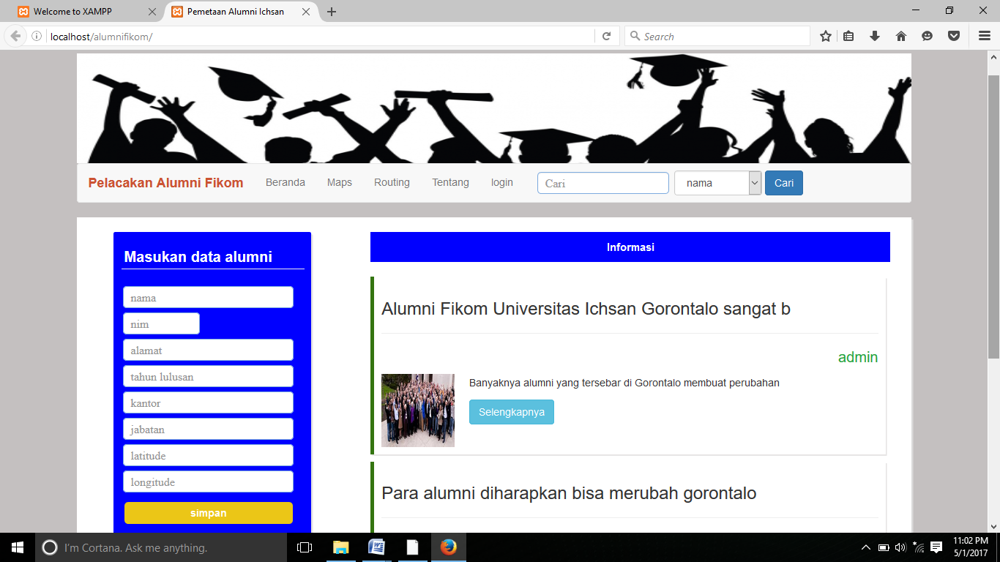 Welcome to XAMPP
Pemetaan Alumni Ichsan
localhost/alumnifikom/
Search
Pelacakan Alumni Fikom Beranda Maps Routing Tentang login Cari nama Cari
Masukan data alumni
nama
nim
alamat
tahun lulusan
kantor
jabatan
latitude
longitude
simpan
Informasi
Alumni Fikom Universitas Ichsan Gorontalo sangat b
admin
Banyaknya alumni yang tersebar di Gorontalo membuat perubahan
Selengkapnya
Para alumni diharapkan bisa merubah gorontalo
I'm Cortana. Ask me anything.
11:02 PM
5/1/2017